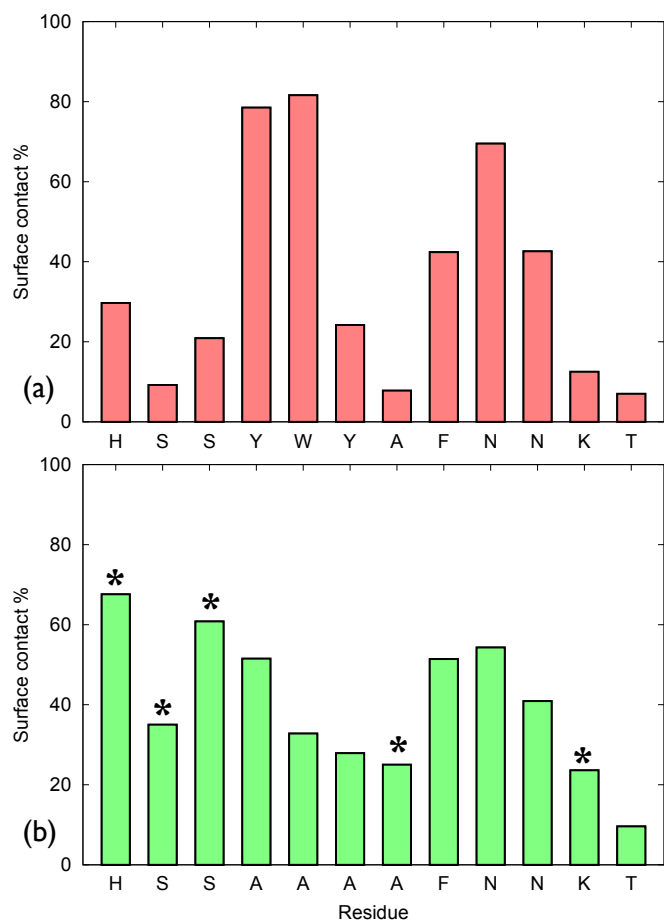 100
80
60
40
20
0
Surface contact %
(a)
H S S Y W Y A F N N K T
100
80
60
40
20
0
Surface contact %
(b)
* * * * *
H S S A A A A F N N K T
Residue